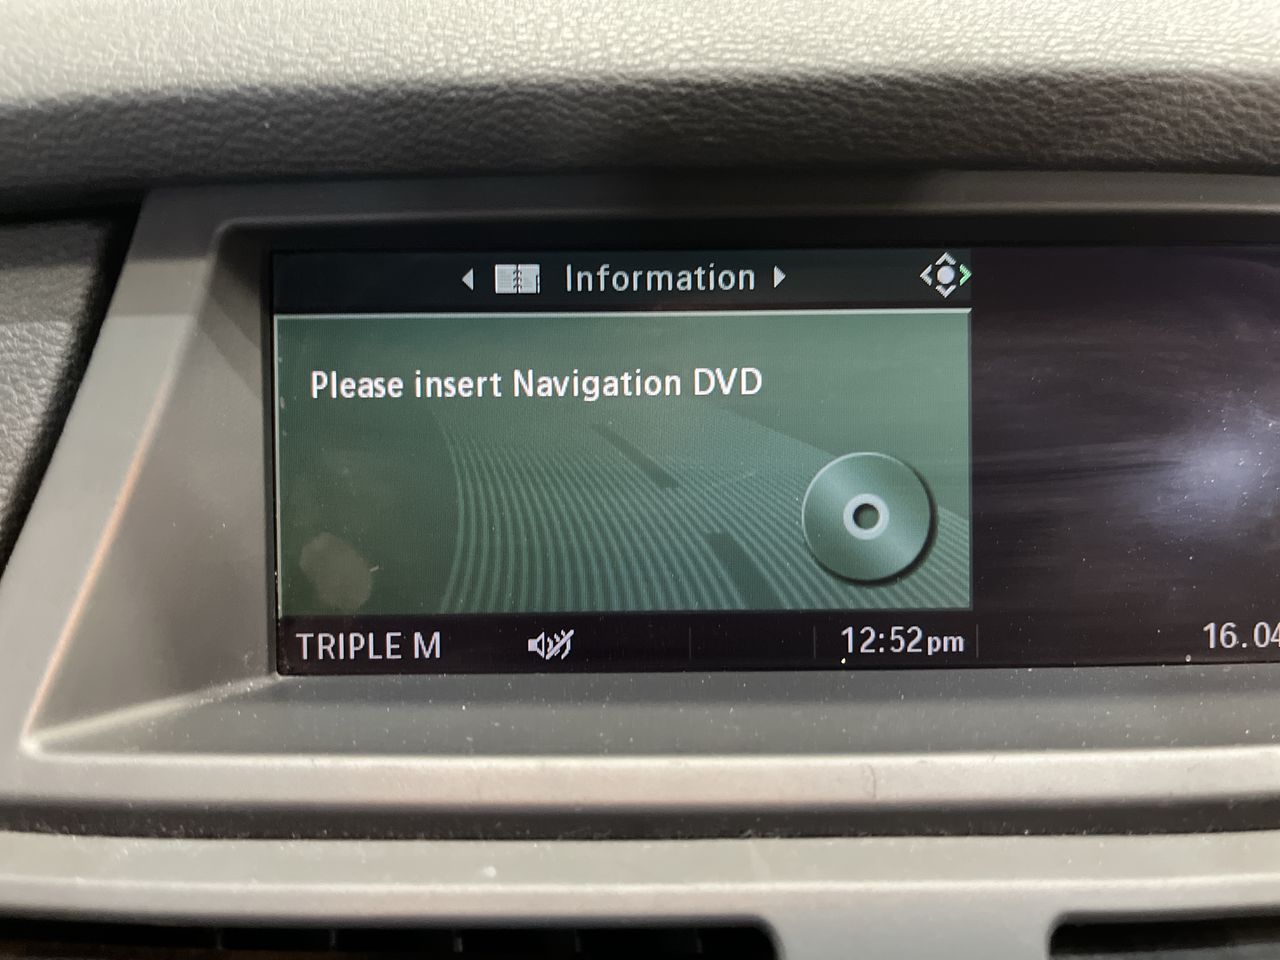 Information
Please insert Navigation DVD
TRIPLE M
12:52pm
16.04